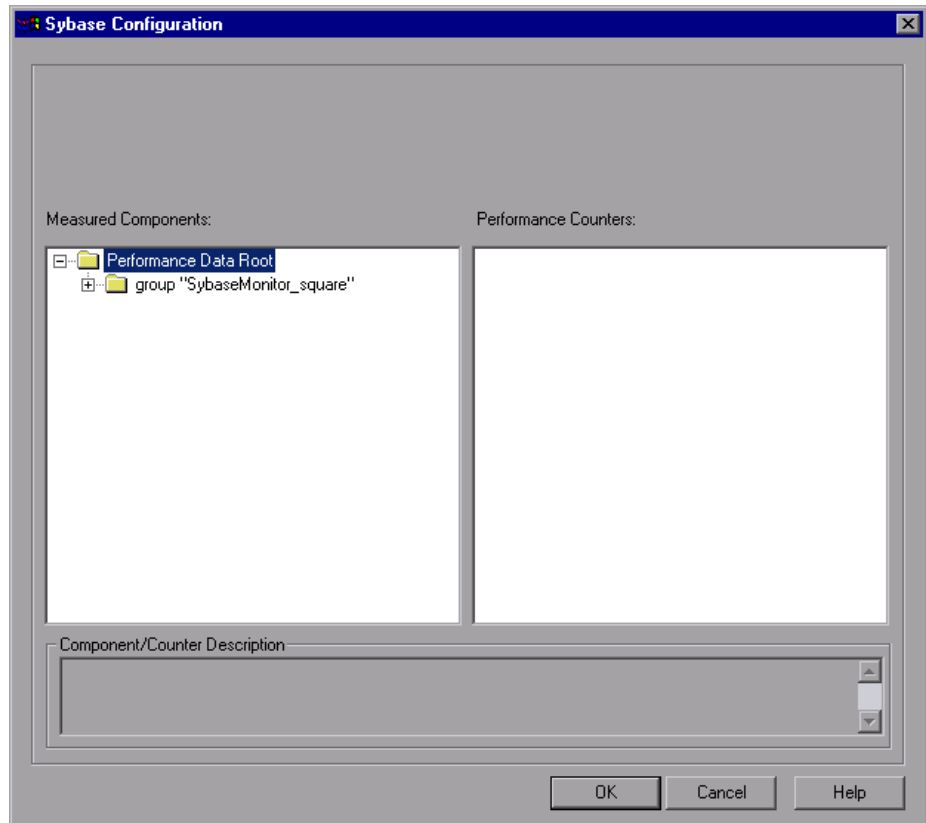 Sybase Configuration
Measured Components:
Performance Counters:
Performance Data Root
group "SybaseMonitor_square"
Component/Counter Description
OK
Cancel
Help